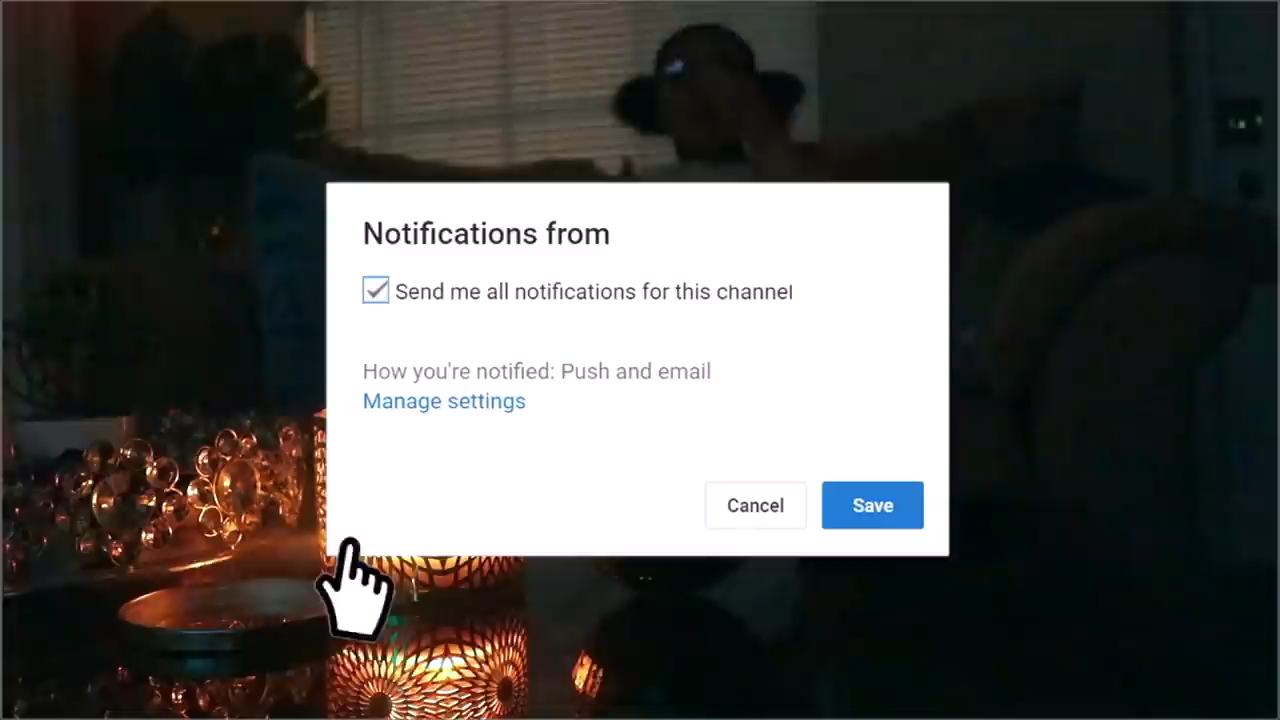 Notifications from
Send me all notifications for this channel
How you're notified: Push and email
Manage settings
Cancel
Save